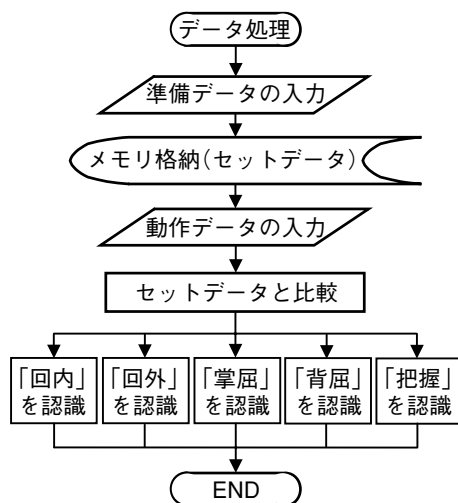 データ処理
準備データの入力
メモリ格納(セットデータ)
動作データの入力
セットデータと比較
「回内」
を認識
「回外」
を認識
「掌屈」
を認識
「背屈」
を認識
「把握」
を認識
END